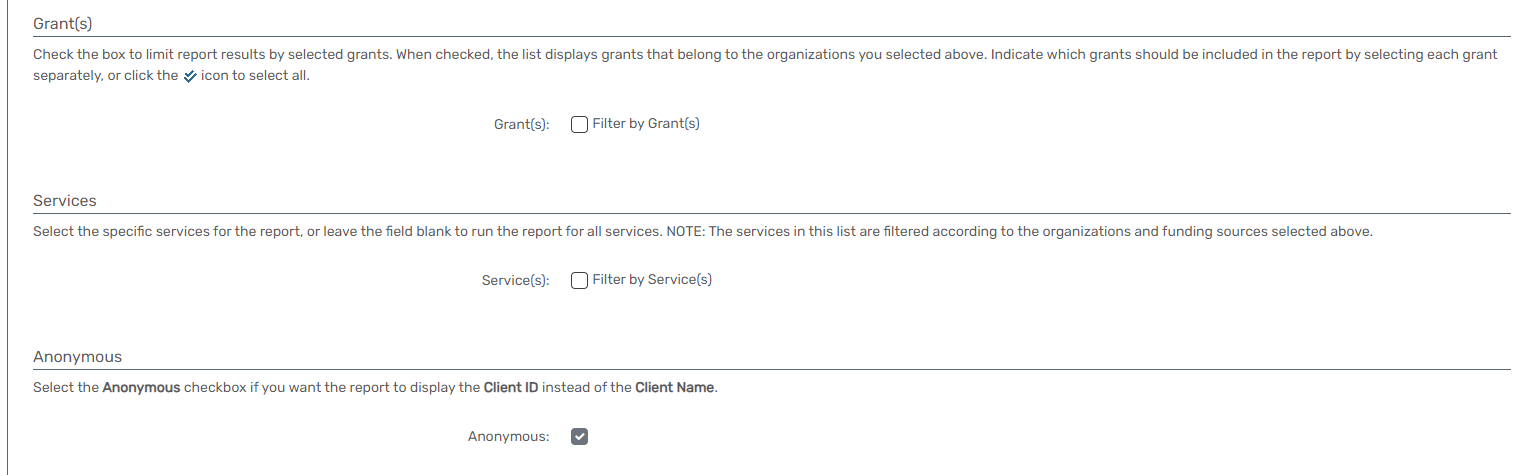 Grant(s)
Check the box to limit report results by selected grants. When checked, the list displays grants that belong to the organizations you selected above. Indicate which grants should be included in the report by selecting each grant
separately, or click the icon to select all.
Grant(s): Filter by Grant(s)
Services
Select the specific services for the report, or leave the field blank to run the report for all services. NOTE: The services in this list are filtered according to the organizations and funding sources selected above.
Service(s): Filter by Service(s)
Anonymous
Select the Anonymous checkbox if you want the report to display the Client ID instead of the Client Name.
Anonymous: